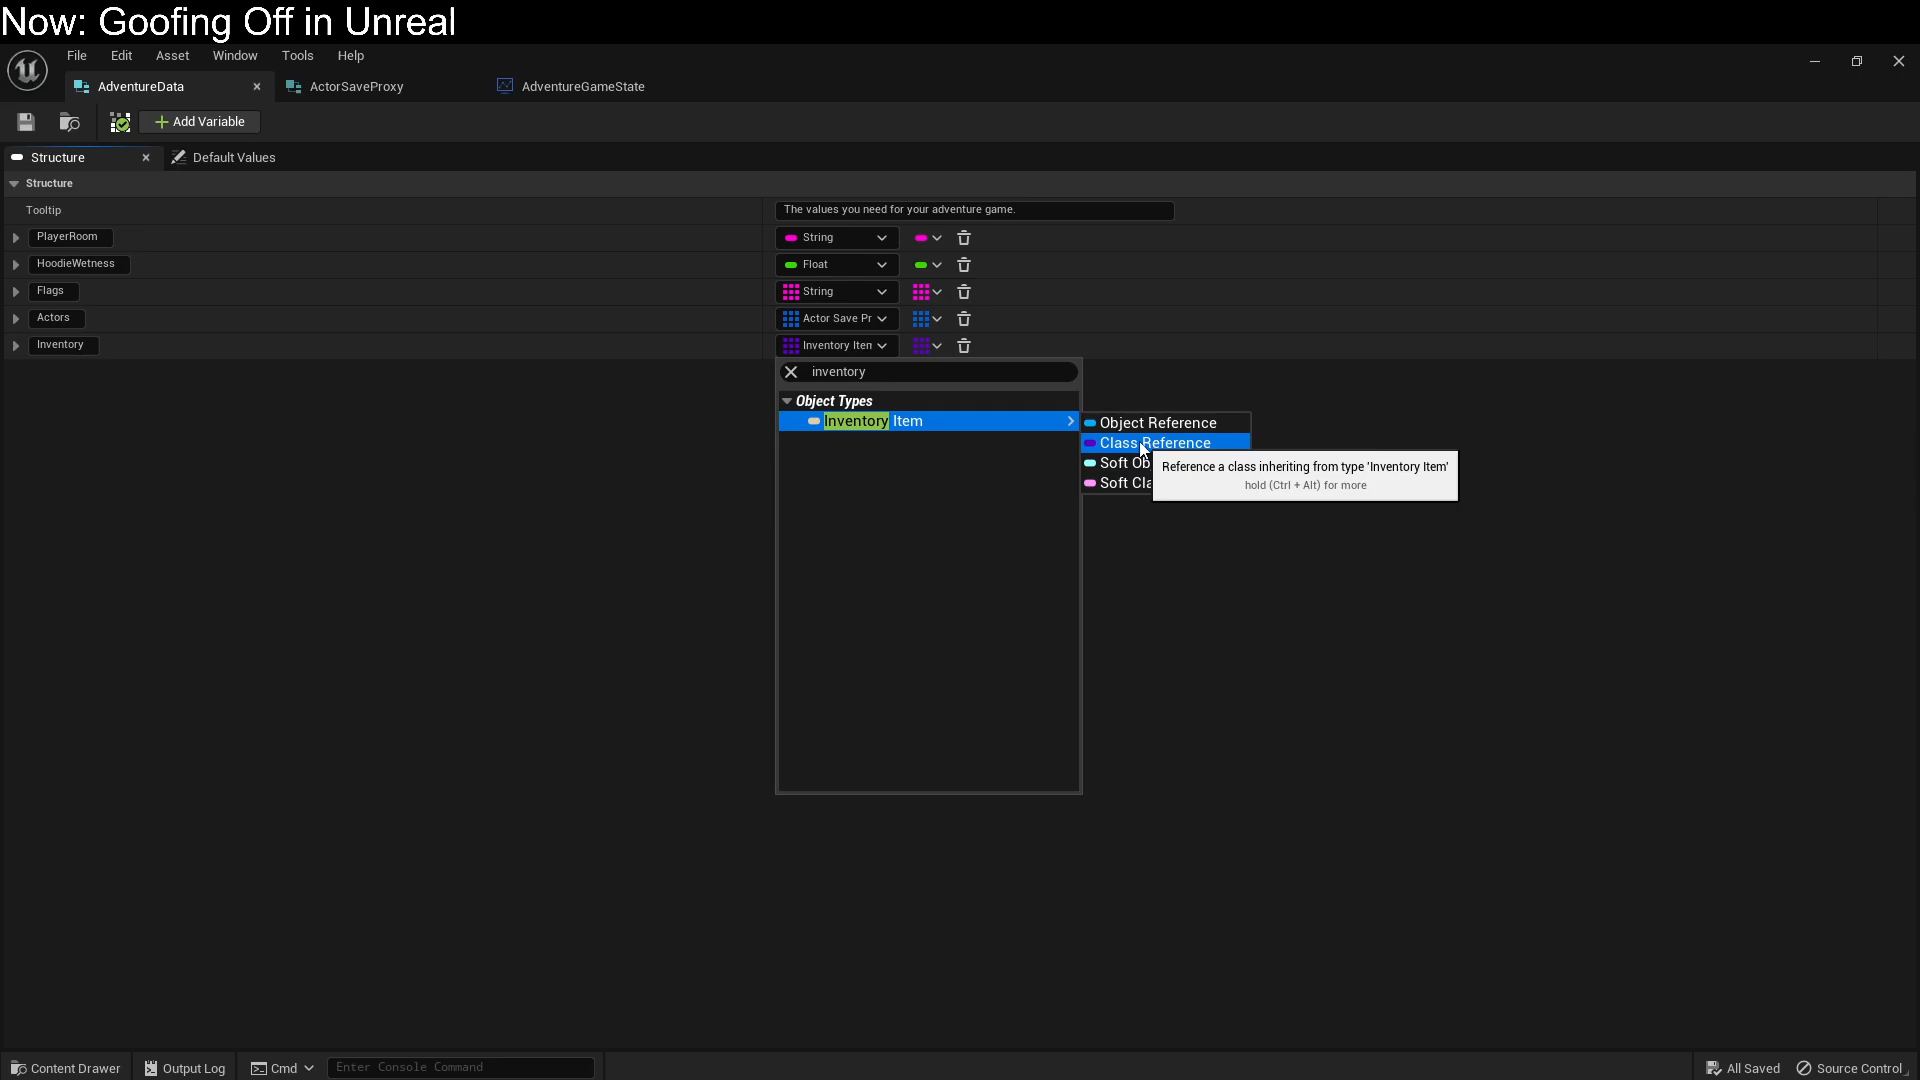 Now: Goofing Off in Unreal
File Edit Asset Window Tools Help
AdventureData ActorSaveProxy AdventureGameState
Add Variable
Structure Default Values
Structure
Tooltip The values you need for your adventure game.
PlayerRoom String
HoodieWetness Float
Flags String
Actors Actor Save Pr
Inventory Inventory Iten
inventory
Object Types
Inventory Item
Object Reference
Class Reference
Soft Ob
Soft Cla
Reference a class inheriting from type 'Inventory Item'
hold (Ctrl + Alt) for more
Content Drawer Output Log Cmd Enter Console Command All Saved Source Control